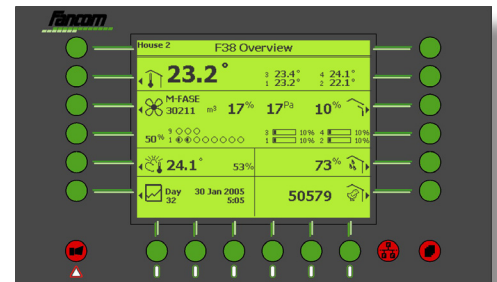 Fancom
House 2 F38 Overview
23.2° 3 23.4° 4 24.1°
1 23.2° 2 22.1°
M-FASE
30211 m³ 17% 17Pa 10%
9
50% 1 3 10% 4 10%
1 10% 2 10%
24.1° 53% 73%
Day 30 Jan 2005
32 5:05 50579